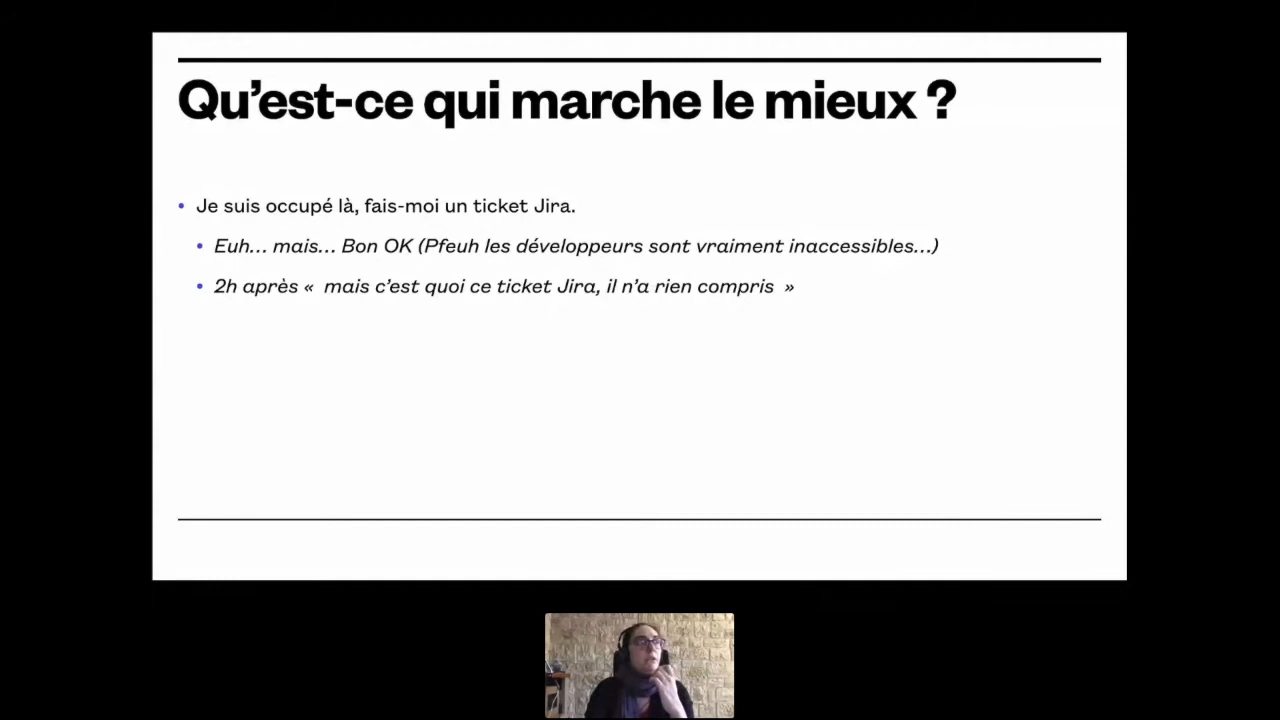 Qu’est-ce qui marche le mieux ?
Je suis occupé là, fais-moi un ticket Jira.
Euh… mais… Bon OK (Pfeuh les développeurs sont vraiment inaccessibles…)
2h après «  mais c’est quoi ce ticket Jira, il n’a rien compris  »